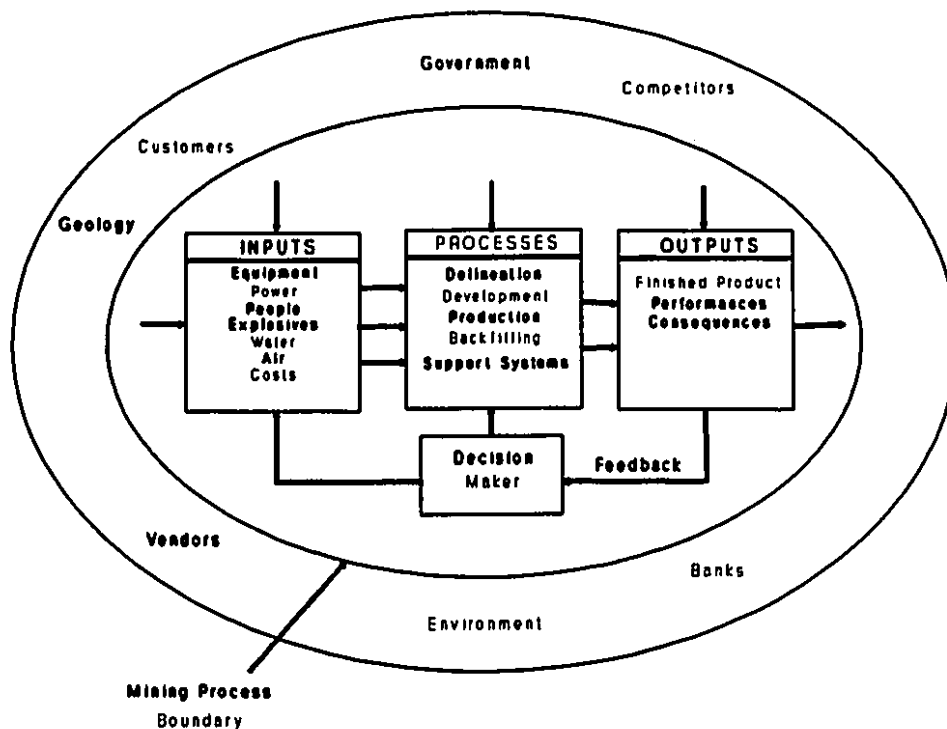 Government
Competitors
Customers
Geology
INPUTS
Equipment
Power
People
Explosives
Water
Air
Costs
PROCESSES
Delineation
Development
Production
Backfilling
Support Systems
OUTPUTS
Finished Product
Performances
Consequences
Decision
Maker
Feedback
Vendors
Banks
Environment
Mining Process
Boundary